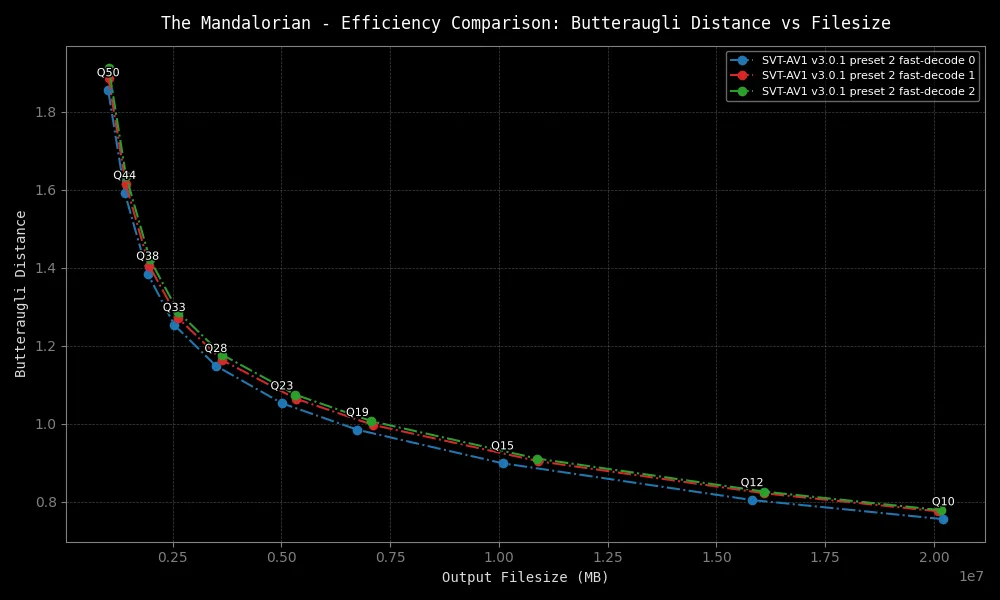 The Mandalorian - Efficiency Comparison: Butteraugli Distance vs Filesize
SVT-AV1 v3.0.1 preset 2 fast-decode 0
SVT-AV1 v3.0.1 preset 2 fast-decode 1
SVT-AV1 v3.0.1 preset 2 fast-decode 2
Butteraugli Distance
1.8
1.6
1.4
1.2
1.0
0.8
Q50
Q44
Q38
Q33
Q28
Q23
Q19
Q15
Q12
Q10
0.25
0.50
0.75
1.00
1.25
1.50
1.75
2.00
1e7
Output Filesize (MB)